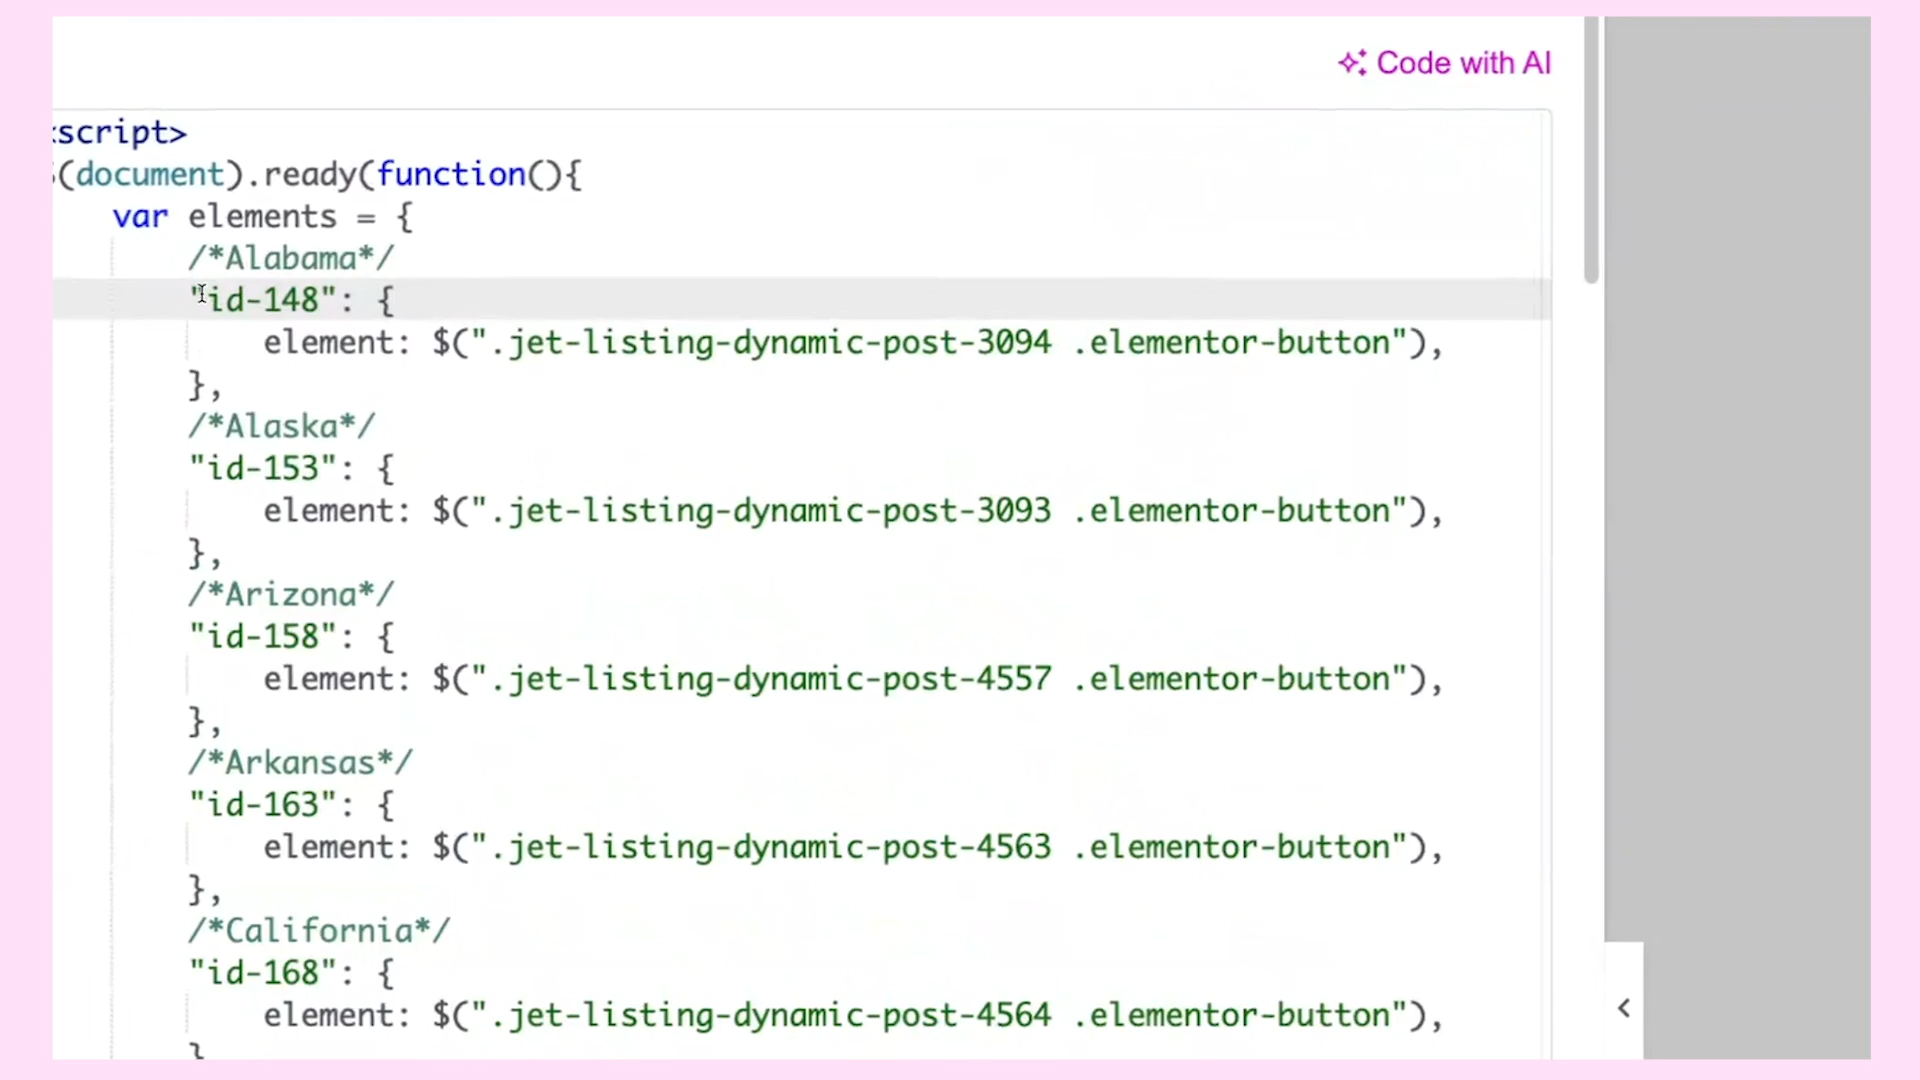 Code with AI
<script>
$(document).ready(function(){
var elements = {
/*Alabama*/
"id-148": {
element: $(".jet-listing-dynamic-post-3094 .elementor-button"),
},
/*Alaska*/
"id-153": {
element: $(".jet-listing-dynamic-post-3093 .elementor-button"),
},
/*Arizona*/
"id-158": {
element: $(".jet-listing-dynamic-post-4557 .elementor-button"),
},
/*Arkansas*/
"id-163": {
element: $(".jet-listing-dynamic-post-4563 .elementor-button"),
},
/*California*/
"id-168": {
element: $(".jet-listing-dynamic-post-4564 .elementor-button"),
}